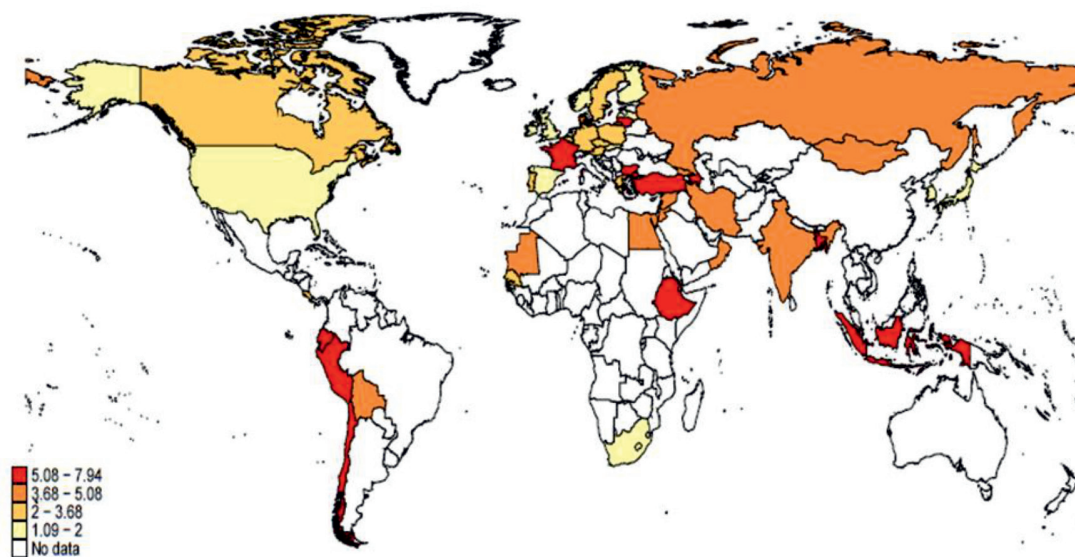 5.08 – 7.94
3.68 – 5.08
2 – 3.68
1.09 – 2
No data